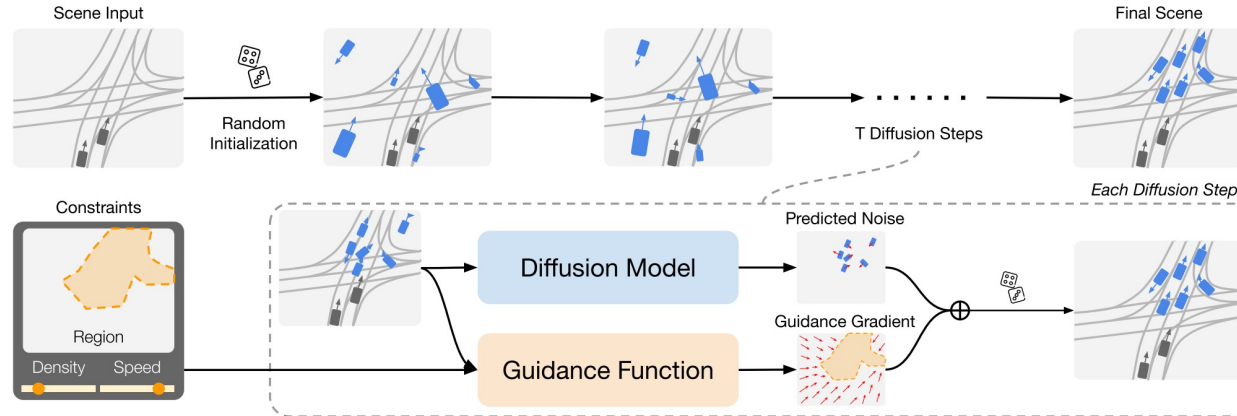 Scene Input
Final Scene
Random
Initialization
T Diffusion Steps
Each Diffusion Step
Constraints
Predicted Noise
Diffusion Model
Region
Guidance Gradient
Density
Speed
Guidance Function